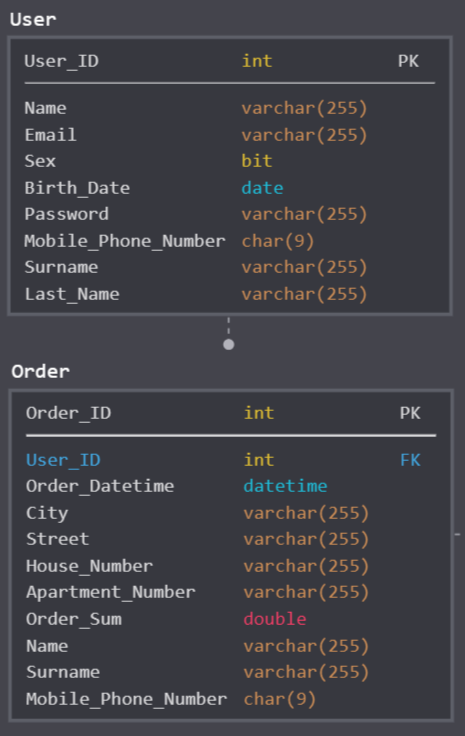 User
User_ID int PK
Name varchar(255)
Email varchar(255)
Sex bit
Birth_Date date
Password varchar(255)
Mobile_Phone_Number char(9)
Surname varchar(255)
Last_Name varchar(255)
Order
Order_ID int PK
User_ID int FK
Order_Datetime datetime
City varchar(255)
Street varchar(255)
House_Number varchar(255)
Apartment_Number varchar(255)
Order_Sum double
Name varchar(255)
Surname varchar(255)
Mobile_Phone_Number char(9)